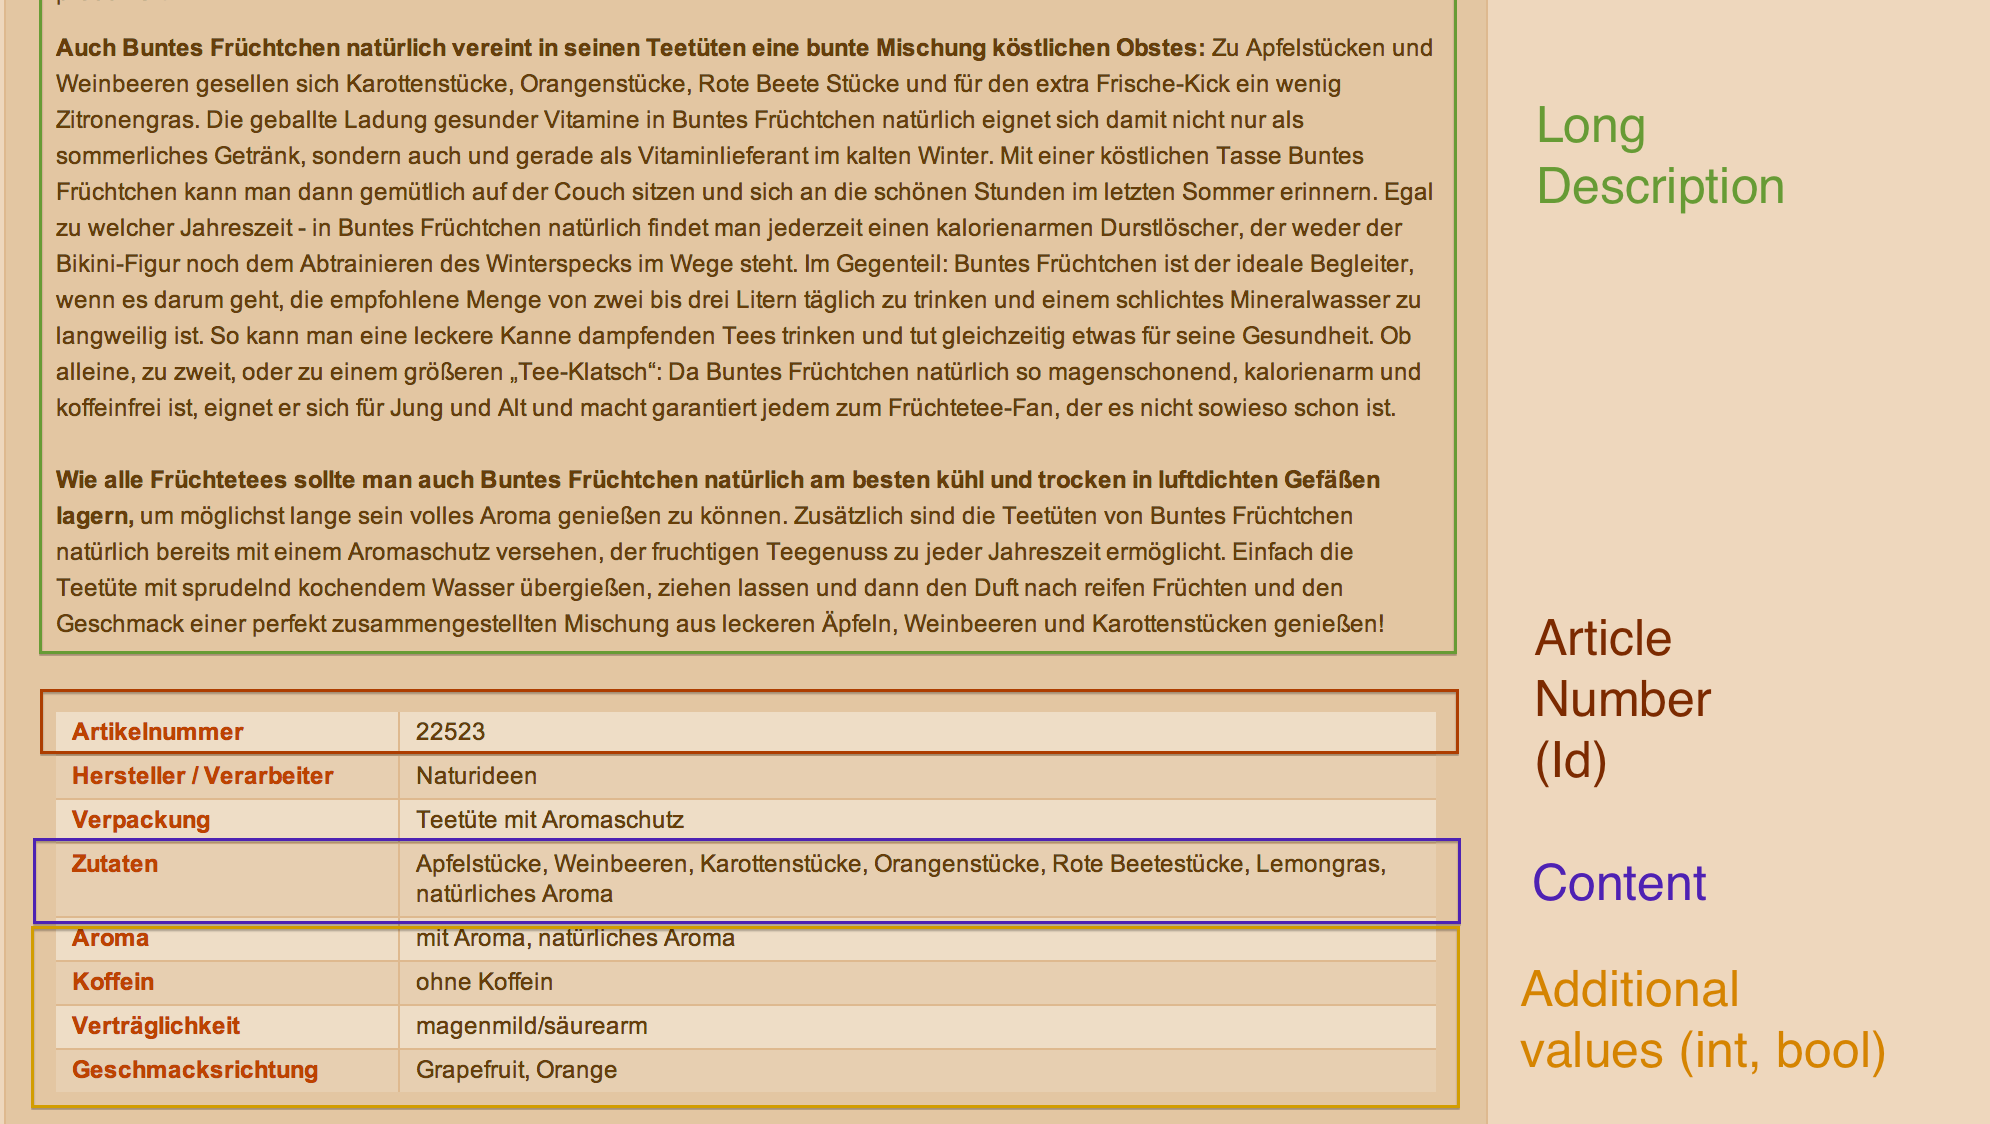 Auch Buntes Früchtchen natürlich vereint in seinen Teetüten eine bunte Mischung köstlichen Obstes: Zu Apfelstücken und
Weinbeeren gesellen sich Karottenstücke, Orangenstücke, Rote Beete Stücke und für den extra Frische-Kick ein wenig
Zitronengras. Die geballte Ladung gesunder Vitamine in Buntes Früchtchen natürlich eignet sich damit nicht nur als
sommerliches Getränk, sondern auch und gerade als Vitaminlieferant im kalten Winter. Mit einer köstlichen Tasse Buntes
Früchtchen kann man dann gemütlich auf der Couch sitzen und sich an die schönen Stunden im letzten Sommer erinnern. Egal
zu welcher Jahreszeit - in Buntes Früchtchen natürlich findet man jederzeit einen kalorienarmen Durstlöscher, der weder der
Bikini-Figur noch dem Abtrainieren des Winterspecks im Wege steht. Im Gegenteil: Buntes Früchtchen ist der ideale Begleiter,
wenn es darum geht, die empfohlene Menge von zwei bis drei Litern täglich zu trinken und einem schlichtes Mineralwasser zu
langweilig ist. So kann man eine leckere Kanne dampfenden Tees trinken und tut gleichzeitig etwas für seine Gesundheit. Ob
alleine, zu zweit, oder zu einem größeren „Tee-Klatsch“: Da Buntes Früchtchen natürlich so magenschonend, kalorienarm und
koffeinfrei ist, eignet er sich für Jung und Alt und macht garantiert jedem zum Früchtetee-Fan, der es nicht sowieso schon ist.
Wie alle Früchtetees sollte man auch Buntes Früchtchen natürlich am besten kühl und trocken in luftdichten Gefäßen
lagern, um möglichst lange sein volles Aroma genießen zu können. Zusätzlich sind die Teetüten von Buntes Früchtchen
natürlich bereits mit einem Aromaschutz versehen, der fruchtigen Teegenuss zu jeder Jahreszeit ermöglicht. Einfach die
Teetüte mit sprudelnd kochendem Wasser übergießen, ziehen lassen und dann den Duft nach reifen Früchten und den
Geschmack einer perfekt zusammengestellten Mischung aus leckeren Äpfeln, Weinbeeren und Karottenstücken genießen!
Long
Description
Artikelnummer 22523
Hersteller / Verarbeiter Naturideen
Verpackung Teetüte mit Aromaschutz
Zutaten Apfelstücke, Weinbeeren, Karottenstücke, Orangenstücke, Rote Beetestücke, Lemongras,
natürliches Aroma
Aroma mit Aroma, natürliches Aroma
Koffein ohne Koffein
Verträglichkeit magenmild/säurearm
Geschmacksrichtung Grapefruit, Orange
Article
Number
(Id)
Content
Additional
values (int, bool)